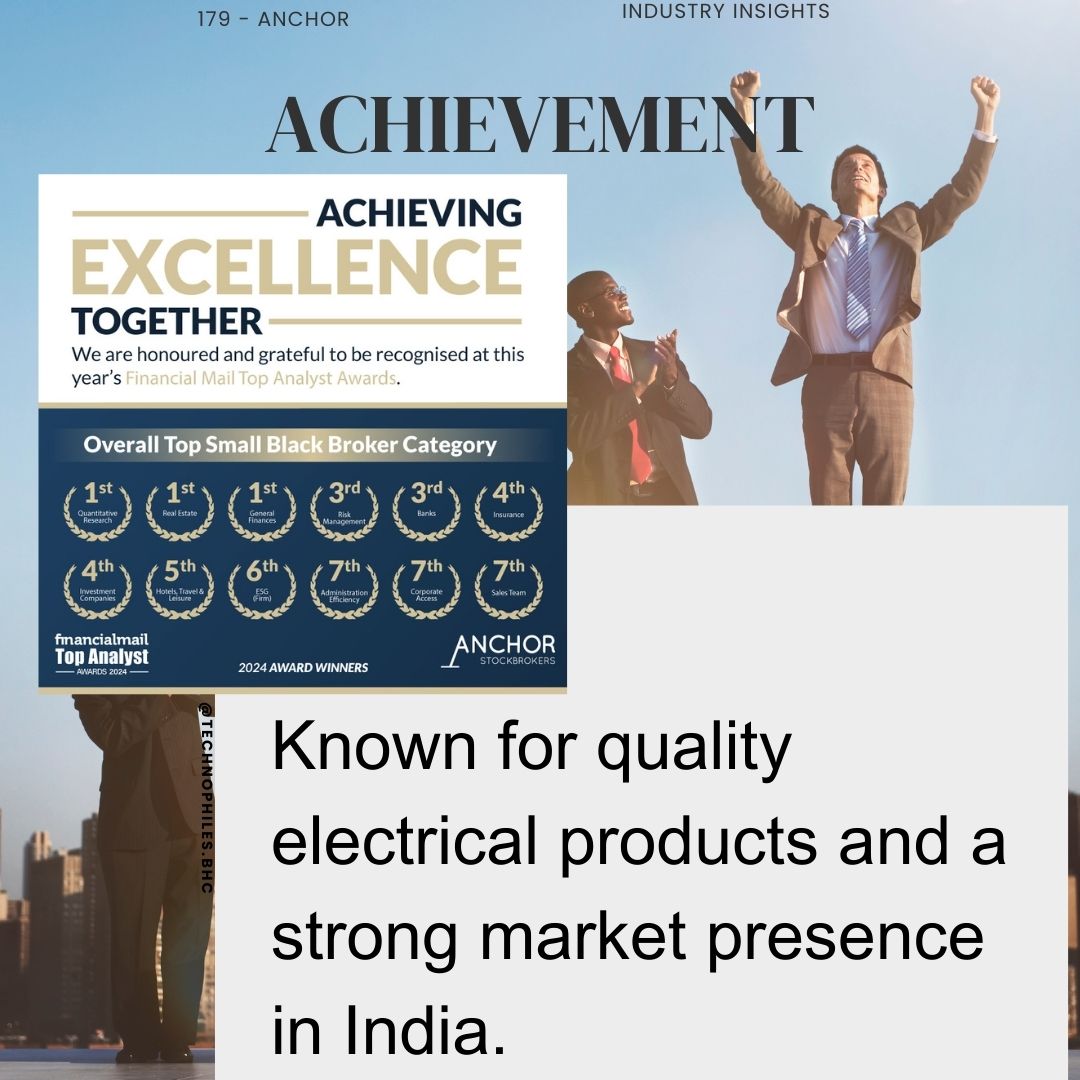 179 - ANCHOR
INDUSTRY INSIGHTS
ACHIEVEMENT
ACHIEVING
EXCELLENCE
TOGETHER
We are honoured and grateful to be recognised at this
year's Financial Mail Top Analyst Awards.
Overall Top Small Black Broker Category
1st
Quantitative
Research
1st
Real Estate
1st
General
Finances
3rd
Risk
Management
3rd
Banks
4th
Insurance
4th
Investment
Companies
5th
Hotels, Travel &
Leisure
6th
ESG
(Firm)
7th
Administration
Efficiency
7th
Corporate
Access
7th
Sales Team
financialmail
Top Analyst
AWARDS 2024
2024 AWARD WINNERS
ANCHOR
STOCKBROKERS
@TECHNOPHILES.BHC
Known for quality
electrical products and a
strong market presence
in India.